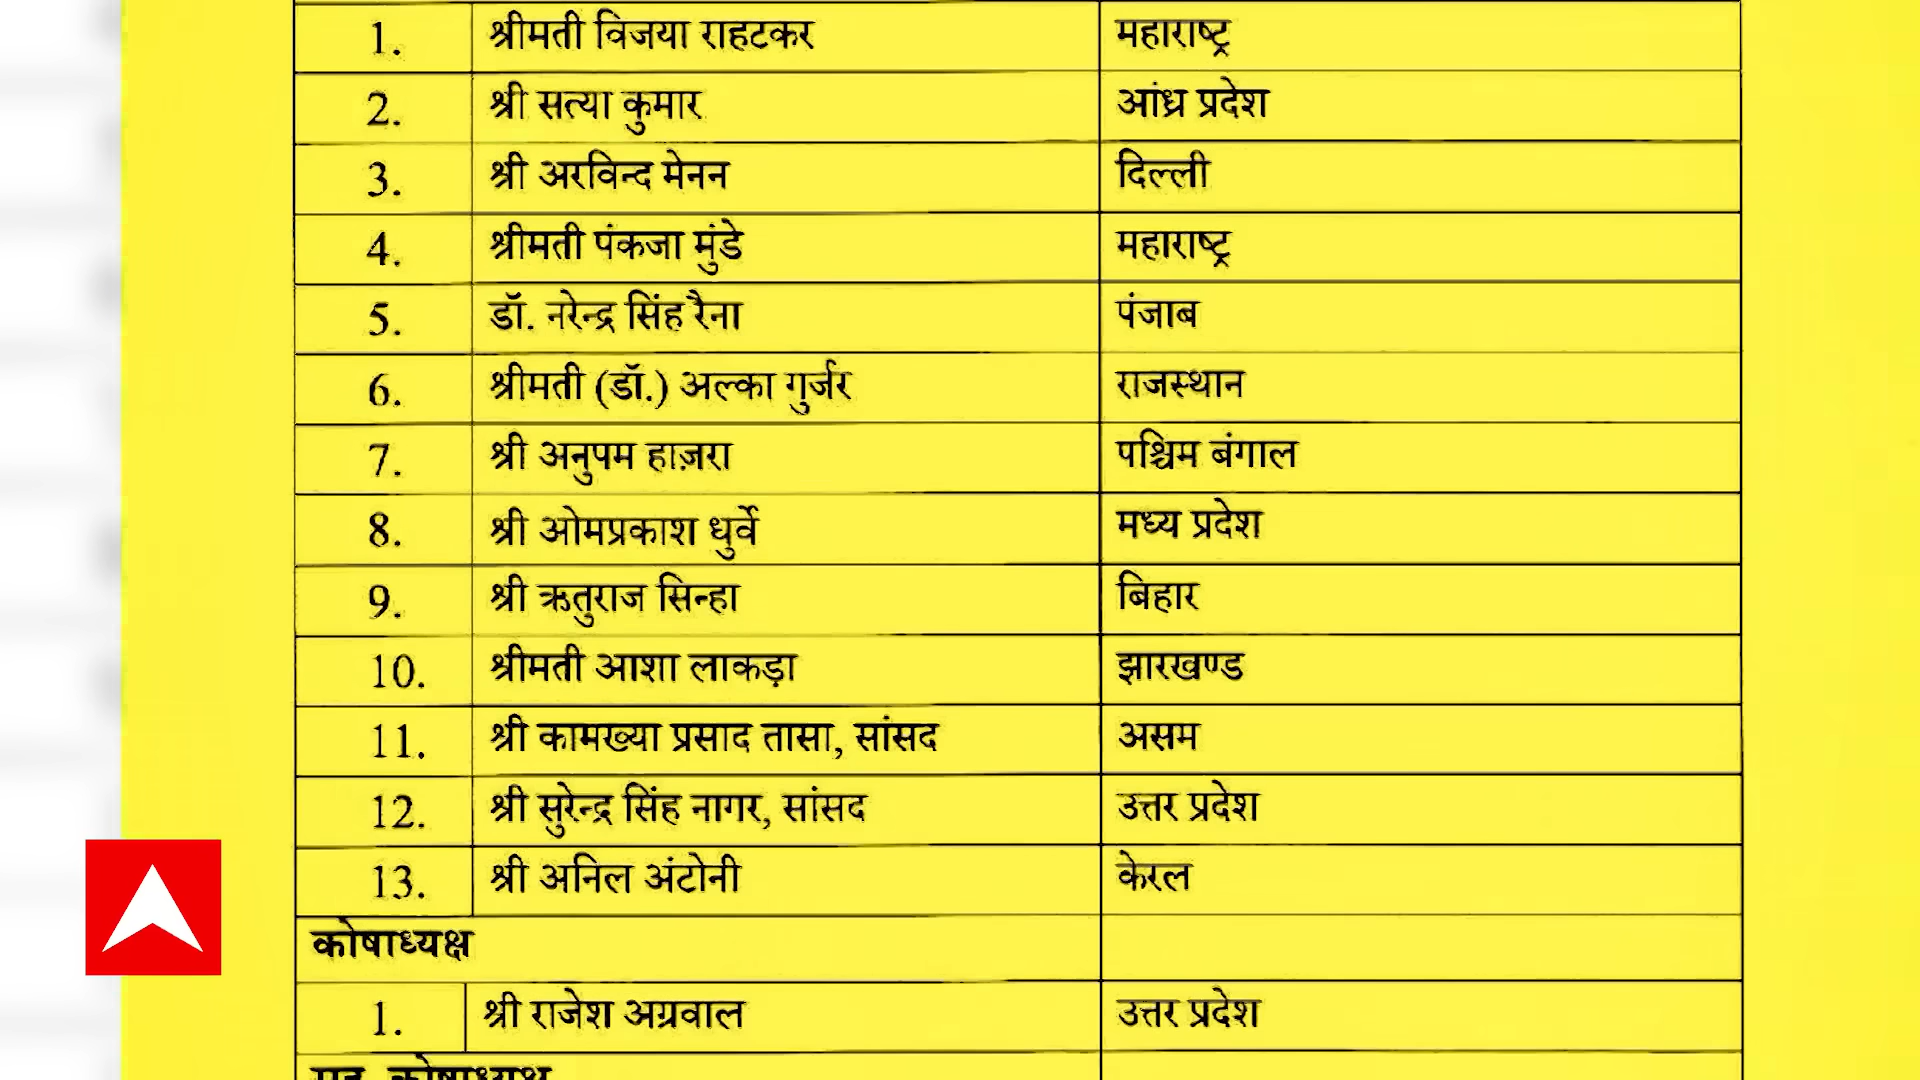 1. श्रीमती विजया राहटकर महाराष्ट्र
2. श्री सत्या कुमार आंध्र प्रदेश
3. श्री अरविन्द मेनन दिल्ली
4. श्रीमती पंकजा मुंडे महाराष्ट्र
5. डॉ. नरेन्द्र सिंह रैना पंजाब
6. श्रीमती (डॉ.) अल्का गुर्जर राजस्थान
7. श्री अनुपम हाज़रा पश्चिम बंगाल
8. श्री ओमप्रकाश धुर्वे मध्य प्रदेश
9. श्री ऋतुराज सिन्हा बिहार
10. श्रीमती आशा लाकड़ा झारखण्ड
11. श्री कामख्या प्रसाद तासा, सांसद असम
12. श्री सुरेन्द्र सिंह नागर, सांसद उत्तर प्रदेश
13. श्री अनिल अंटोनी केरल
कोषाध्यक्ष
1. श्री राजेश अग्रवाल उत्तर प्रदेश
सह-कोषाध्यक्ष